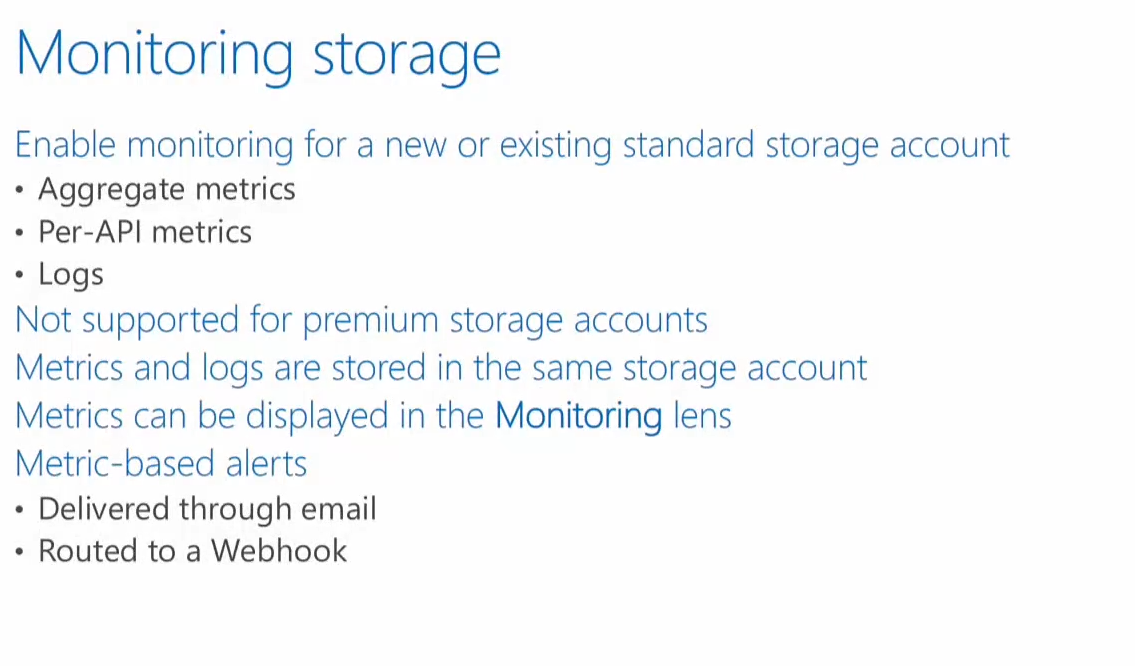 Monitoring storage
Enable monitoring for a new or existing standard storage account
• Aggregate metrics
• Per-API metrics
• Logs
Not supported for premium storage accounts
Metrics and logs are stored in the same storage account
Metrics can be displayed in the Monitoring lens
Metric-based alerts
• Delivered through email
• Routed to a Webhook